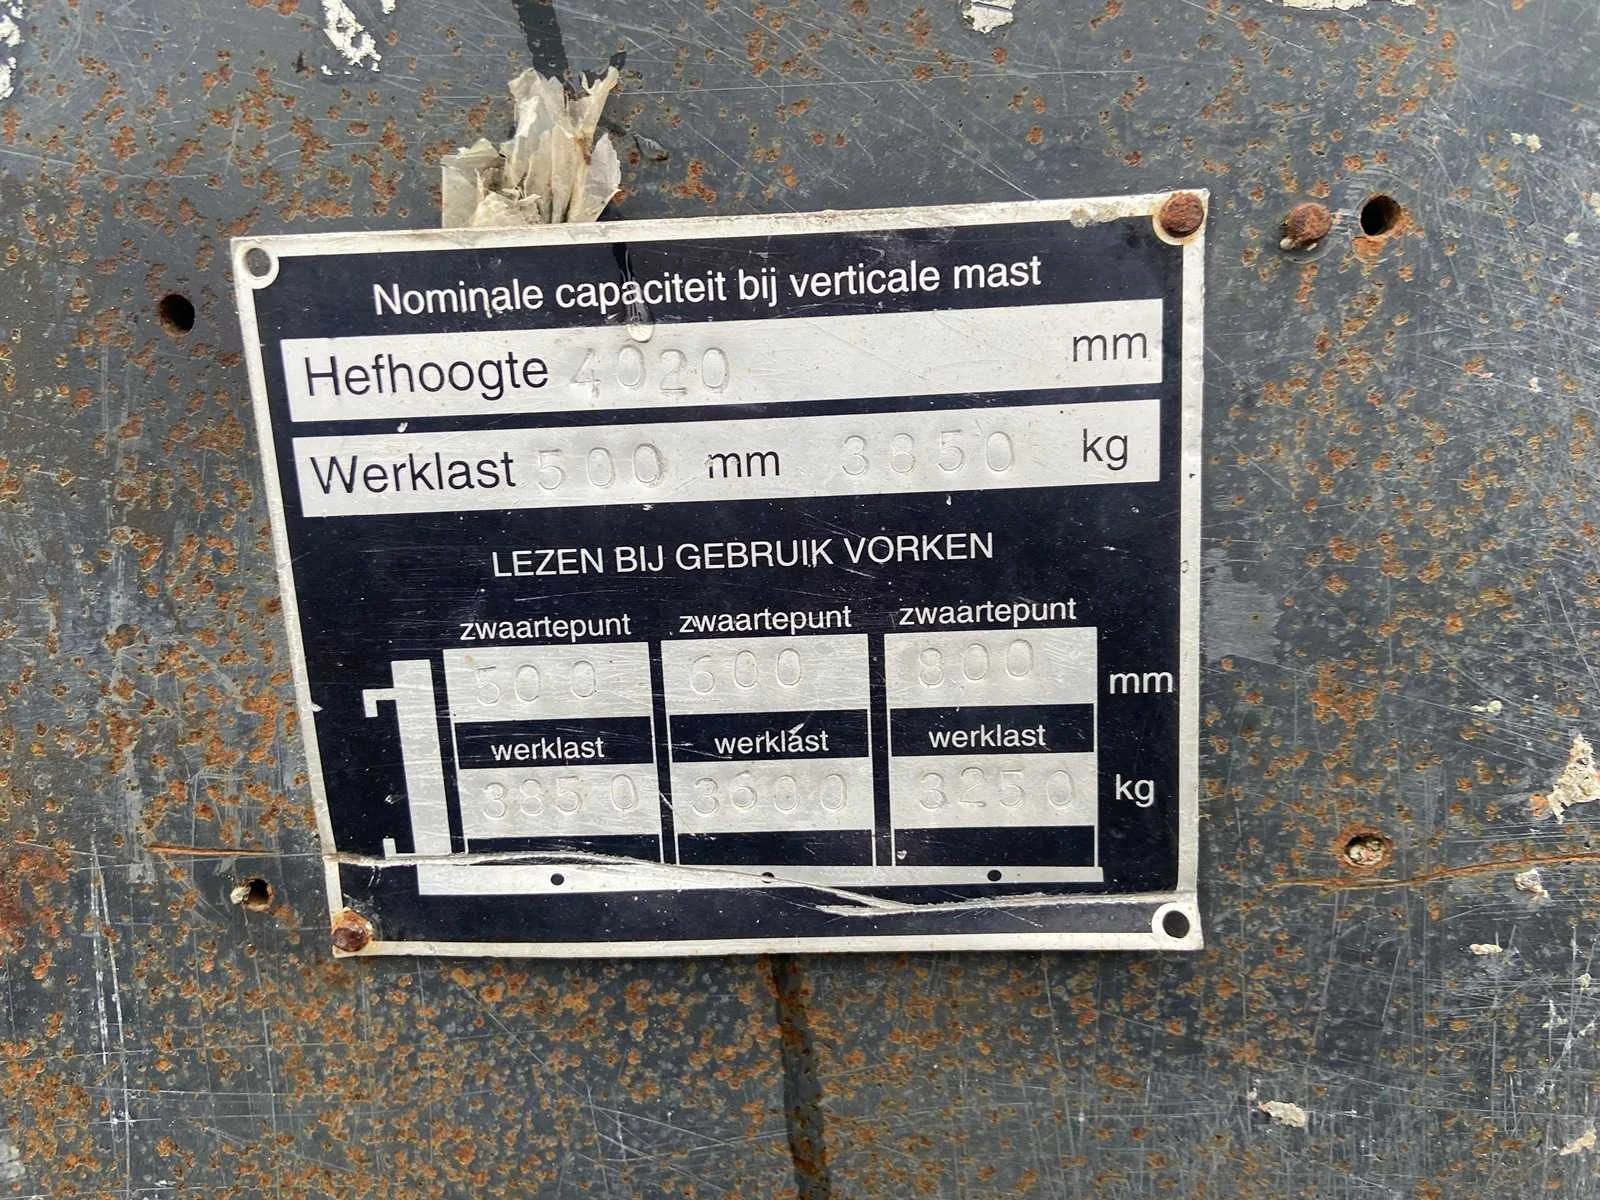 Nominale capaciteit bij verticale mast
Hefhoogte 4020 mm
Werklast 500 mm 3850 kg
LEZEN BIJ GEBRUIK VORKEN
zwaartepunt zwaartepunt zwaartepunt
500 600 800 mm
werklast werklast werklast
3850 3600 3250 kg